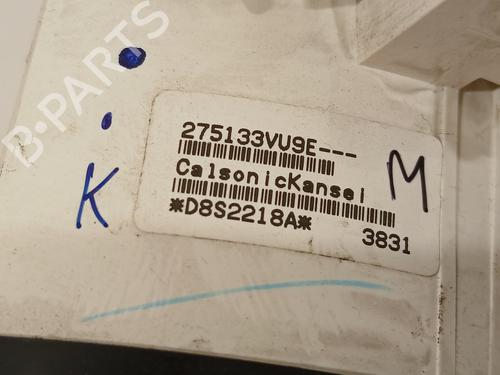 B-PARTS
275133VU9E---
CalsonicKansei
*D8S2218A*
3831
K
M